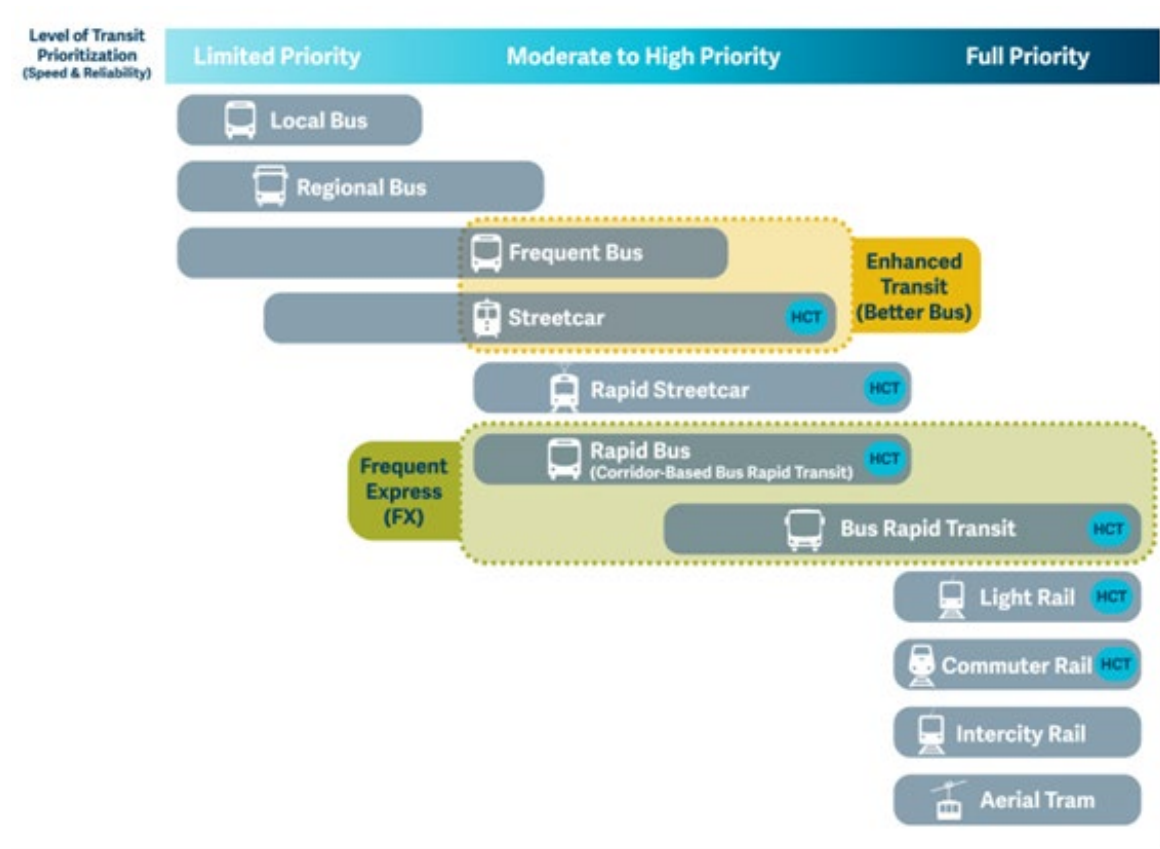 Level of Transit
Prioritization
(Speed & Reliability)
Limited Priority
Moderate to High Priority
Full Priority
Local Bus
Regional Bus
Frequent Bus
Enhanced
Transit
(Better Bus)
Streetcar
HCT
Rapid Streetcar
HCT
Frequent
Express
(FX)
Rapid Bus
(Corridor-Based Bus Rapid Transit)
HCT
Bus Rapid Transit
HCT
Light Rail
HCT
Commuter Rail
HCT
Intercity Rail
Aerial Tram